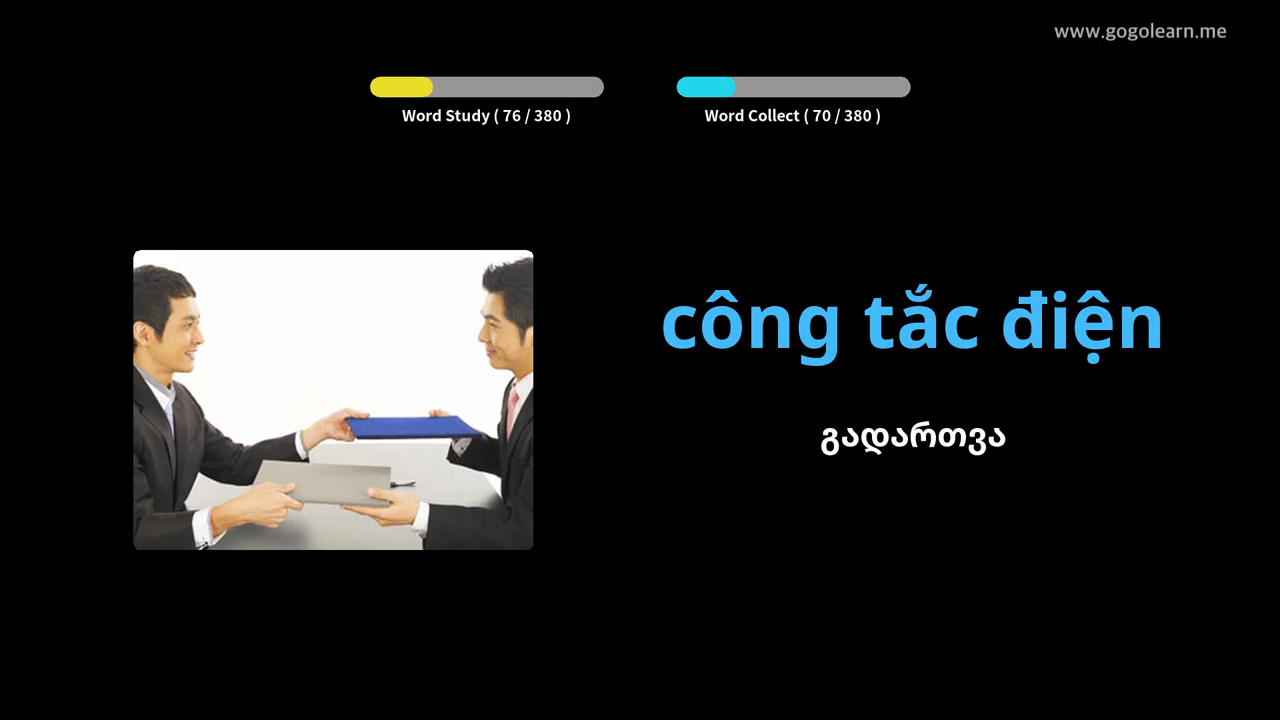 www.gogolearn.me
Word Study ( 76 / 380 )
Word Collect ( 70 / 380 )
công tắc điện
გადართვა